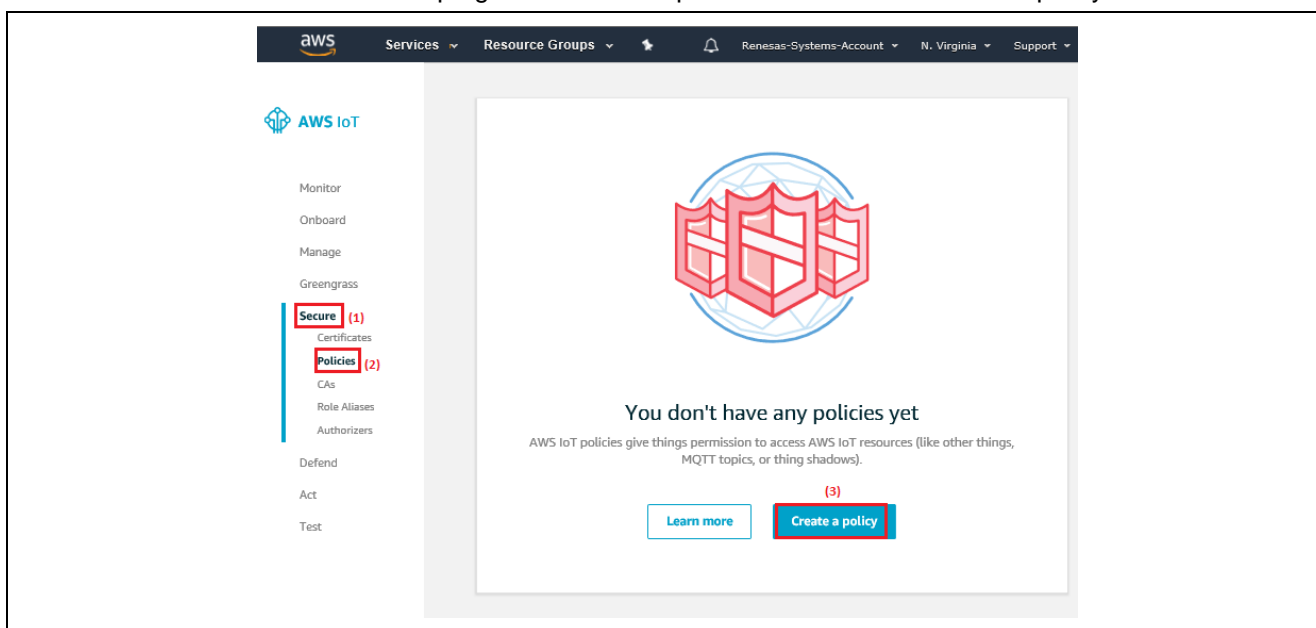 aws Services Resource Groups Renesas-Systems-Account N. Virginia Support
AWS IoT
Monitor
Onboard
Manage
Greengrass
Secure (1)
Certificates
Policies (2)
CAs
Role Aliases
Authorizers
Defend
Act
Test
You don't have any policies yet
AWS IoT policies give things permission to access AWS IoT resources (like other things,
MQTT topics, or thing shadows).
(3)
Learn more Create a policy